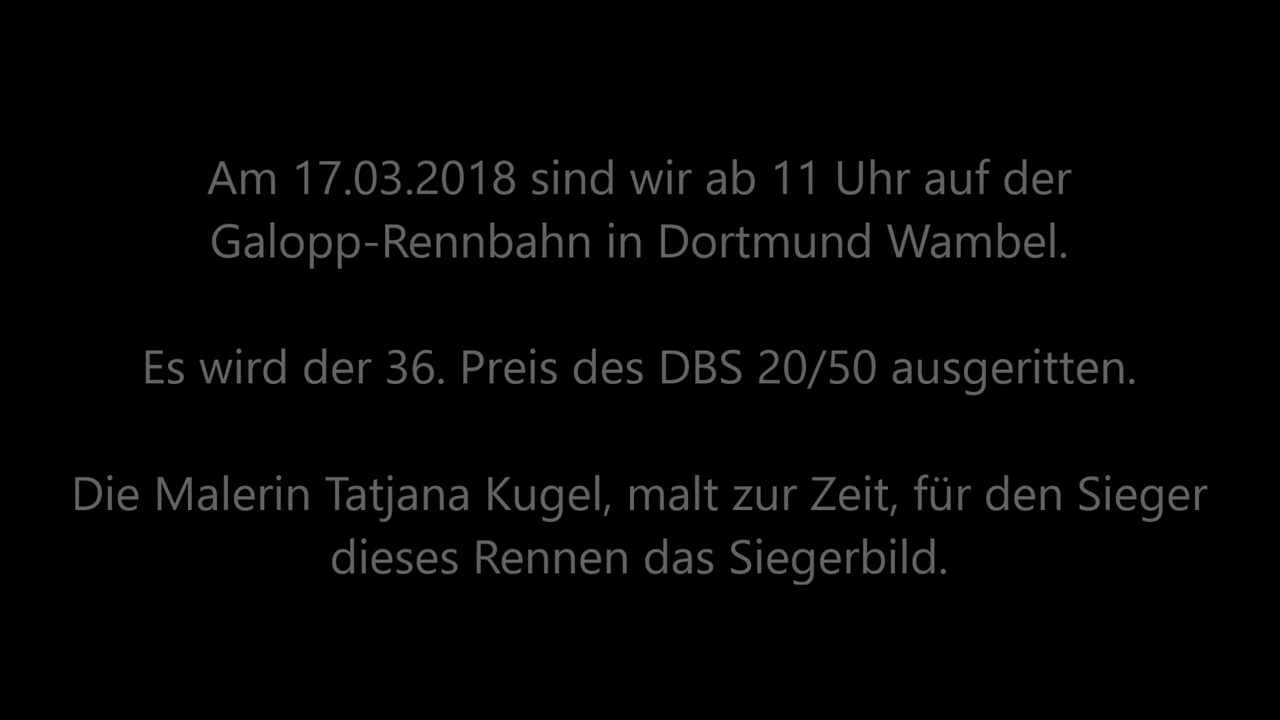 Am 17.03.2018 sind wir ab 11 Uhr auf der
Galopp-Rennbahn in Dortmund Wambel.
Es wird der 36. Preis des DBS 20/50 ausgeritten.
Die Malerin Tatjana Kugel, malt zur Zeit, für den Sieger
dieses Rennen das Siegerbild.